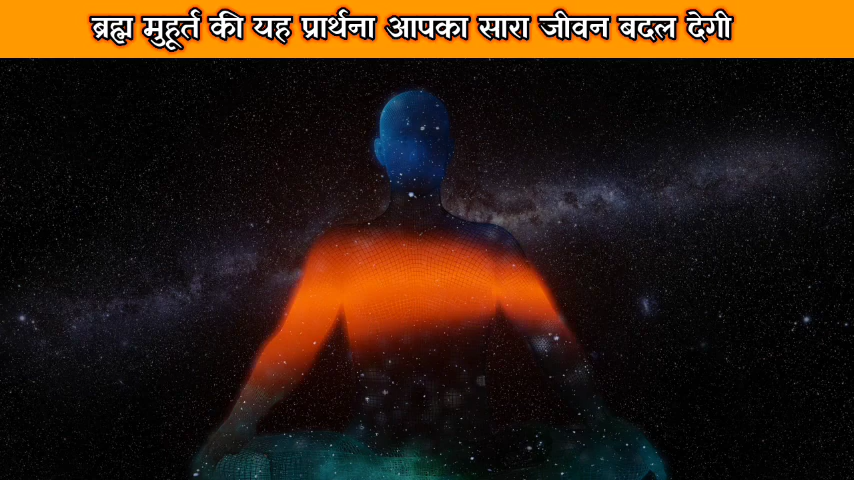 ब्रह्म मुहूर्त की यह प्रार्थना आपका सारा जीवन बदल देगी